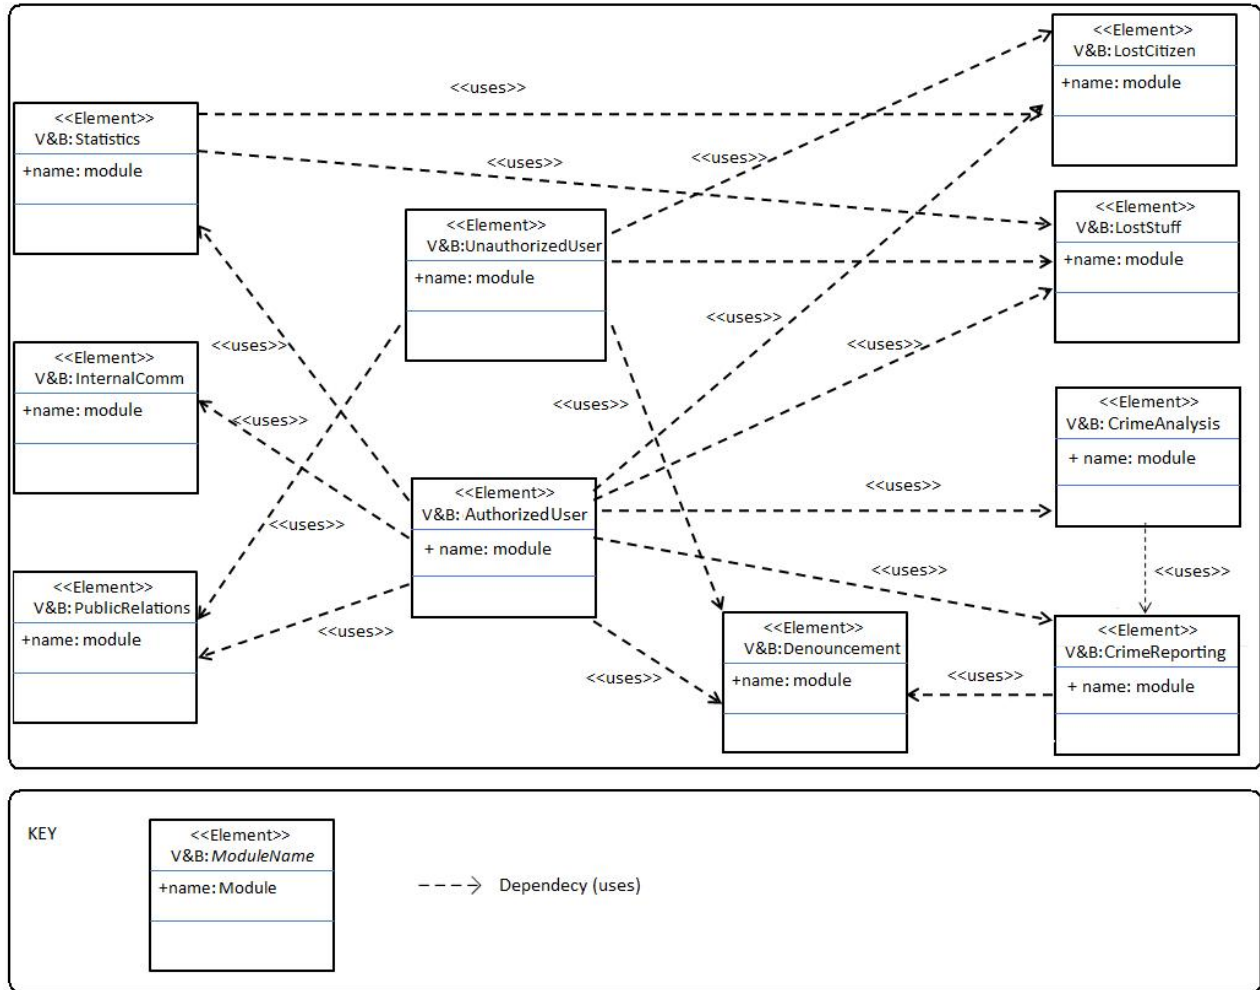 <<Element>>
V&B: LostCitizen
+name: module
<<uses>>
<<Element>>
V&B: Statistics
+name: module
<<uses>>
<<uses>>
<<Element>>
V&B: LostStuff
+name: module
<<Element>>
V&B:UnauthorizedUser
+name: module
<<uses>>
<<uses>>
<<uses>>
<<Element>>
V&B: InternalComm
+name: module
<<uses>>
<<uses>>
<<Element>>
V&B: CrimeAnalysis
+ name: module
<<uses>>
<<Element>>
V&B: AuthorizedUser
+ name: module
<<uses>>
<<uses>>
<<uses>>
<<Element>>
V&B: PublicRelations
+name: module
<<uses>>
<<uses>>
<<Element>>
V&B:Denouncement
+name: module
<<Element>>
V&B:CrimeReporting
+ name: module
<<uses>>
<<uses>>
KEY
<<Element>>
V&B: ModuleName
+name: Module
Dependecy (uses)